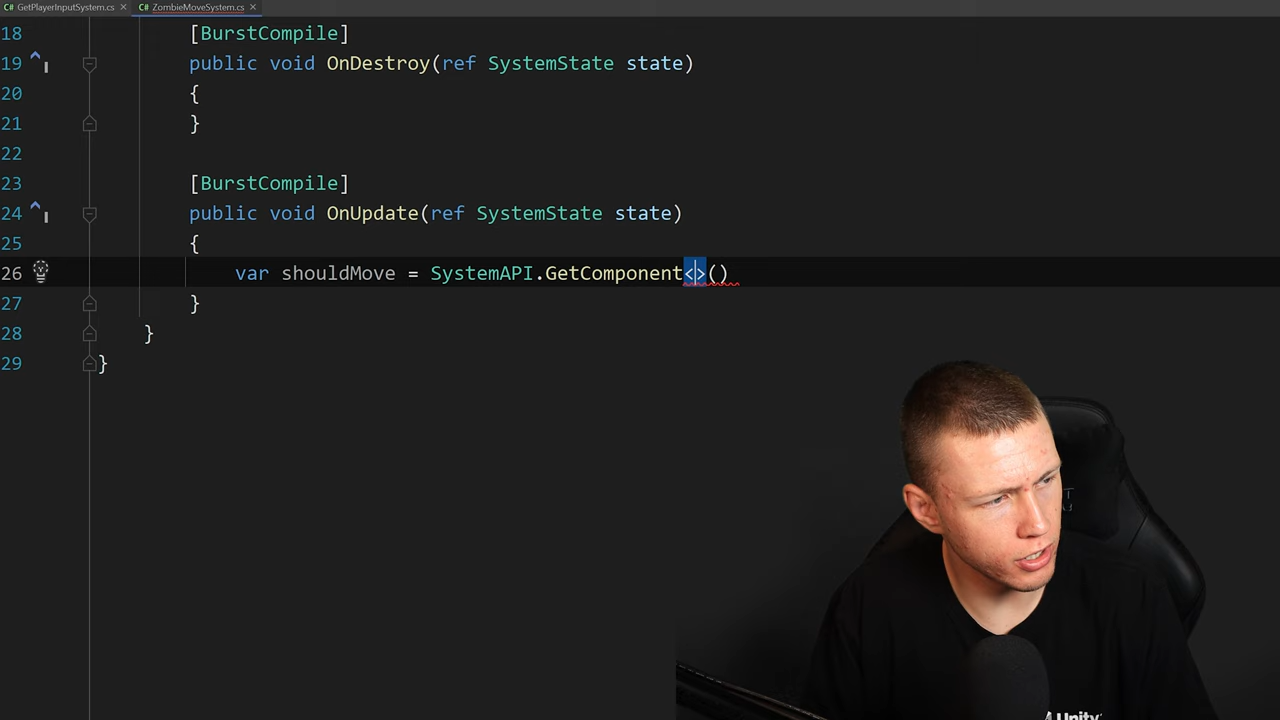 C# GetPlayerInputSystem.cs × C# ZombieMoveSystem.cs ×
18 [BurstCompile]
19 public void OnDestroy(ref SystemState state)
20 {
21 }
22
23 [BurstCompile]
24 public void OnUpdate(ref SystemState state)
25 {
26 var shouldMove = SystemAPI.GetComponent<>()
27 }
28 }
29 }
Unity